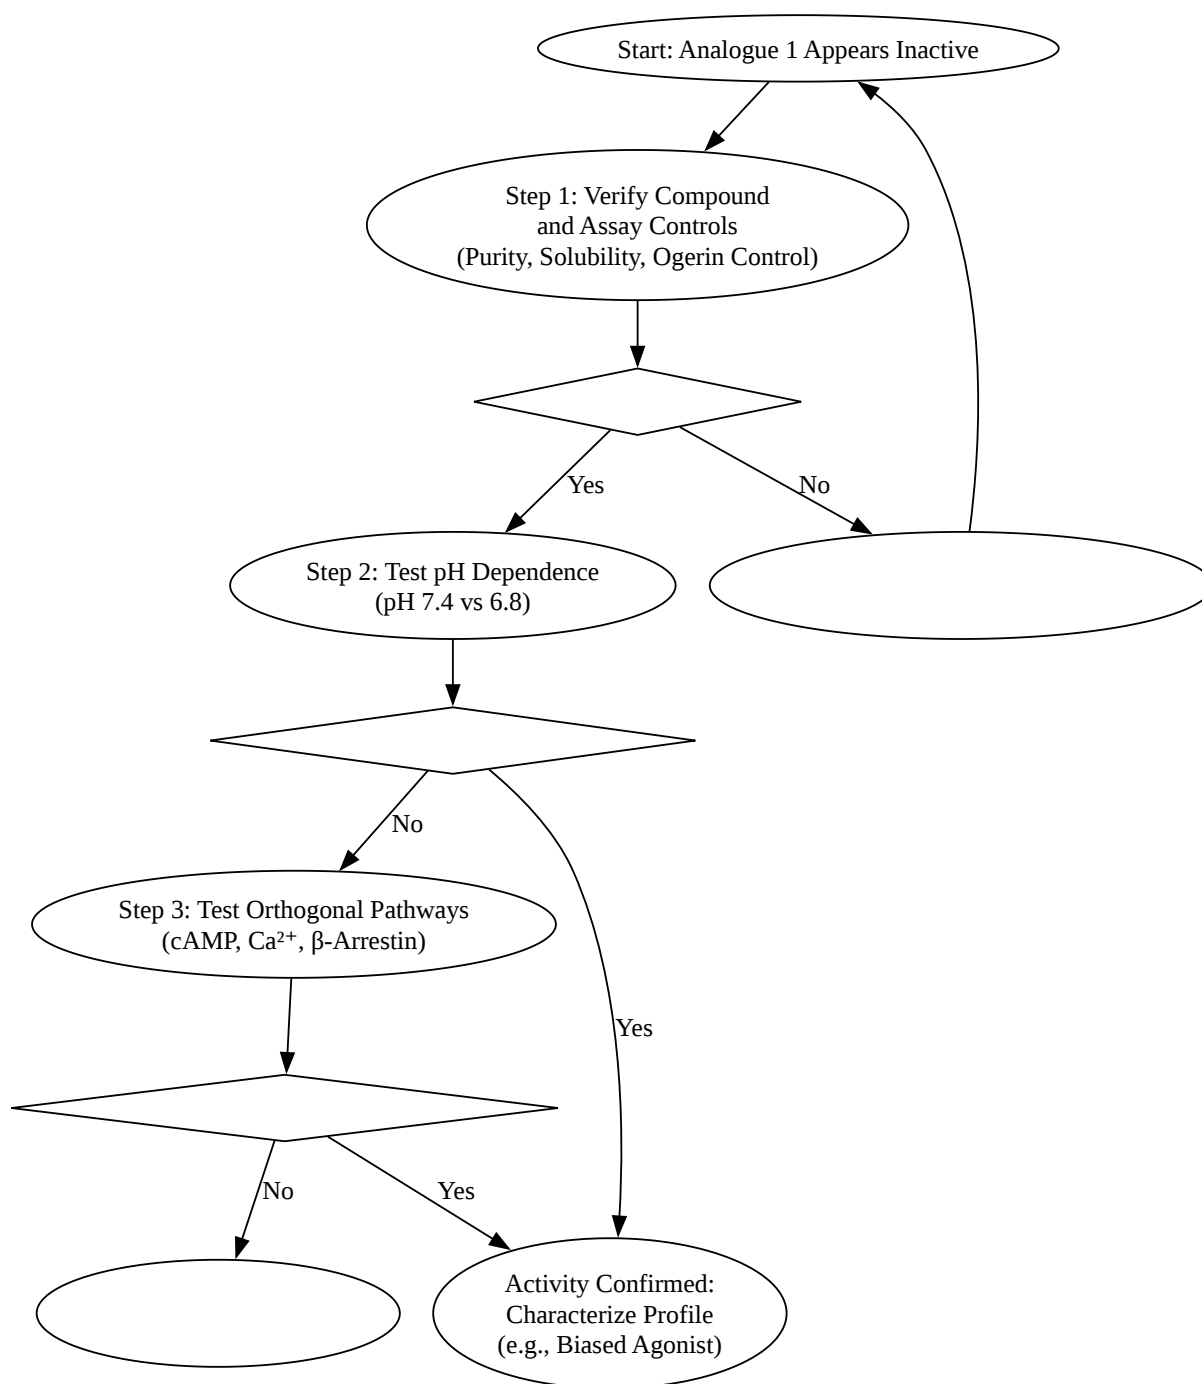 Start: Analogue 1 Appears Inactive
Step 1: Verify Compound
and Assay Controls
(Purity, Solubility, Ogerin Control)
Yes
No
Step 2: Test pH Dependence
(pH 7.4 vs 6.8)
No
Step 3: Test Orthogonal Pathways
(cAMP, Ca²⁺, β-Arrestin)
Yes
No
Yes
Activity Confirmed:
Characterize Profile
(e.g., Biased Agonist)